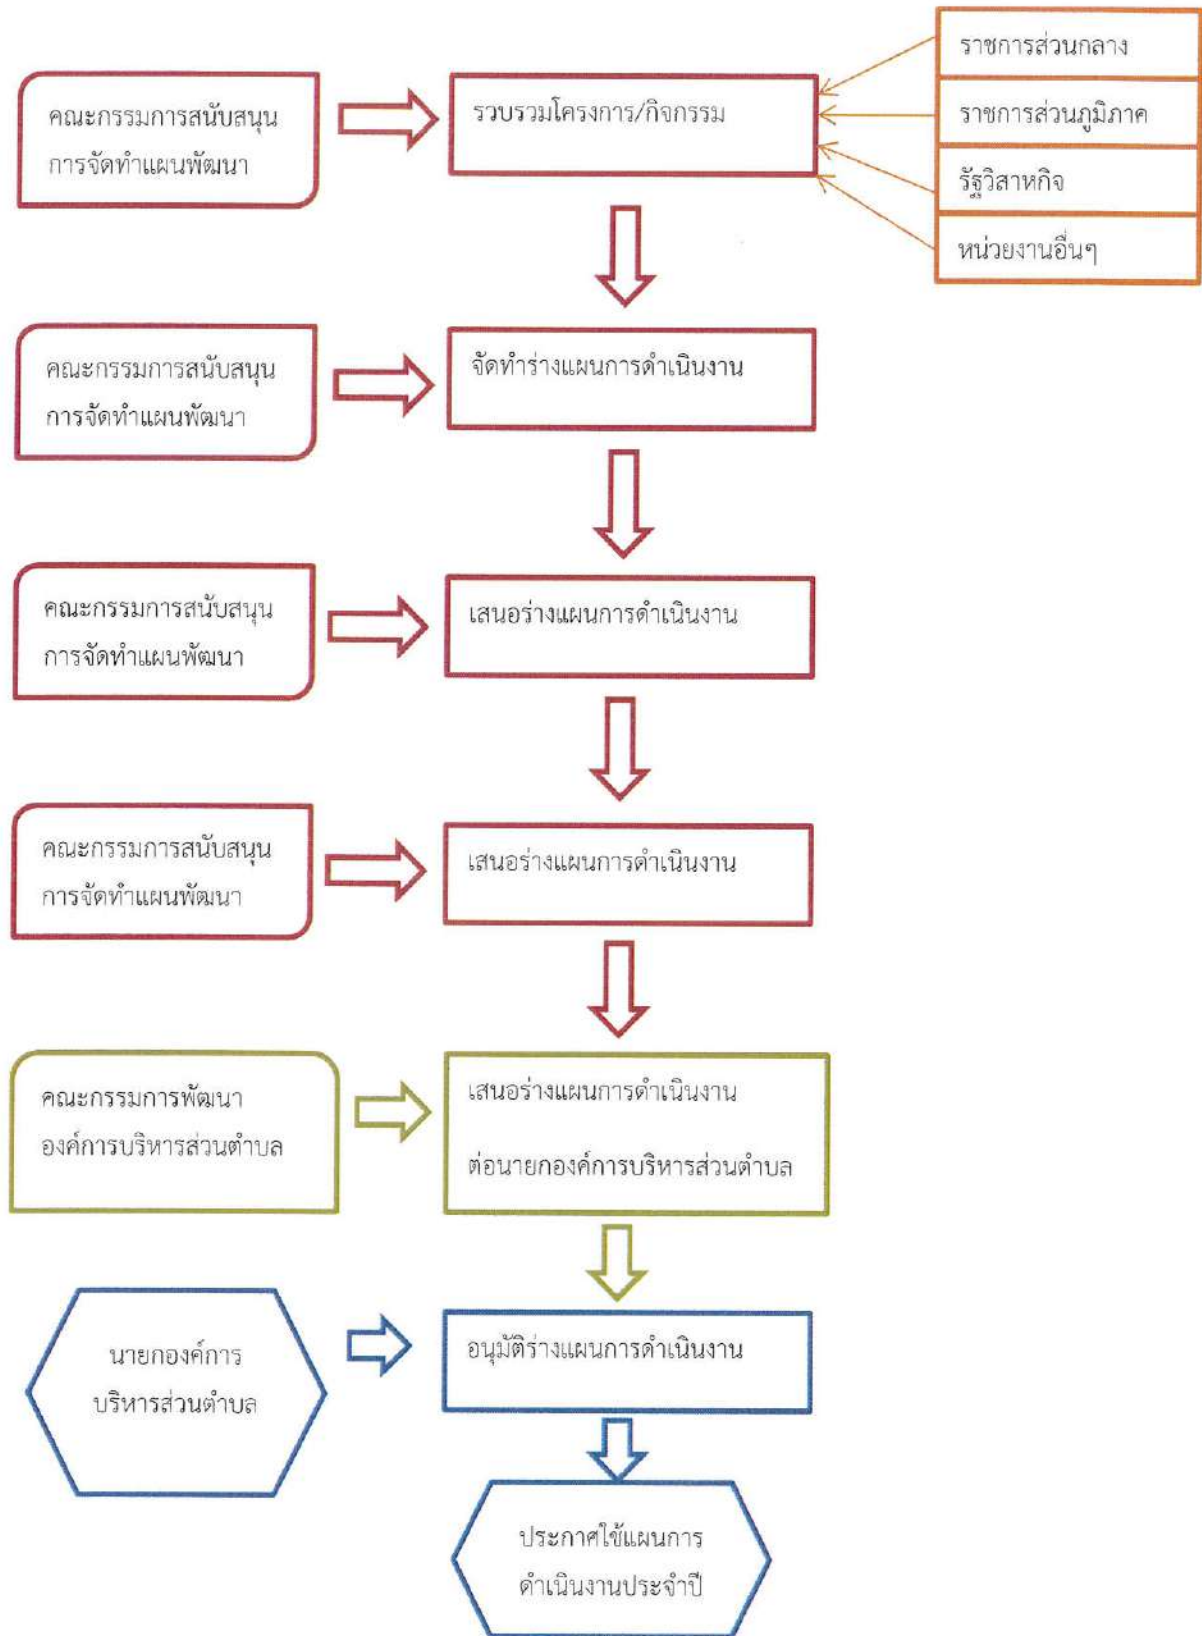 คณะกรรมการสนับสนุน
การจัดทำแผนพัฒนา
รวบรวมโครงการ/กิจกรรม
ราชการส่วนกลาง
ราชการส่วนภูมิภาค
รัฐวิสาหกิจ
หน่วยงานอื่นๆ
คณะกรรมการสนับสนุน
การจัดทำแผนพัฒนา
จัดทำร่างแผนการดำเนินงาน
คณะกรรมการสนับสนุน
การจัดทำแผนพัฒนา
เสนอร่างแผนการดำเนินงาน
คณะกรรมการสนับสนุน
การจัดทำแผนพัฒนา
เสนอร่างแผนการดำเนินงาน
คณะกรรมการพัฒนา
องค์การบริหารส่วนตำบล
เสนอร่างแผนการดำเนินงาน
ต่อนายกองค์การบริหารส่วนตำบล
นายกองค์การ
บริหารส่วนตำบล
อนุมัติร่างแผนการดำเนินงาน
ประกาศใช้แผนการ
ดำเนินงานประจำปี